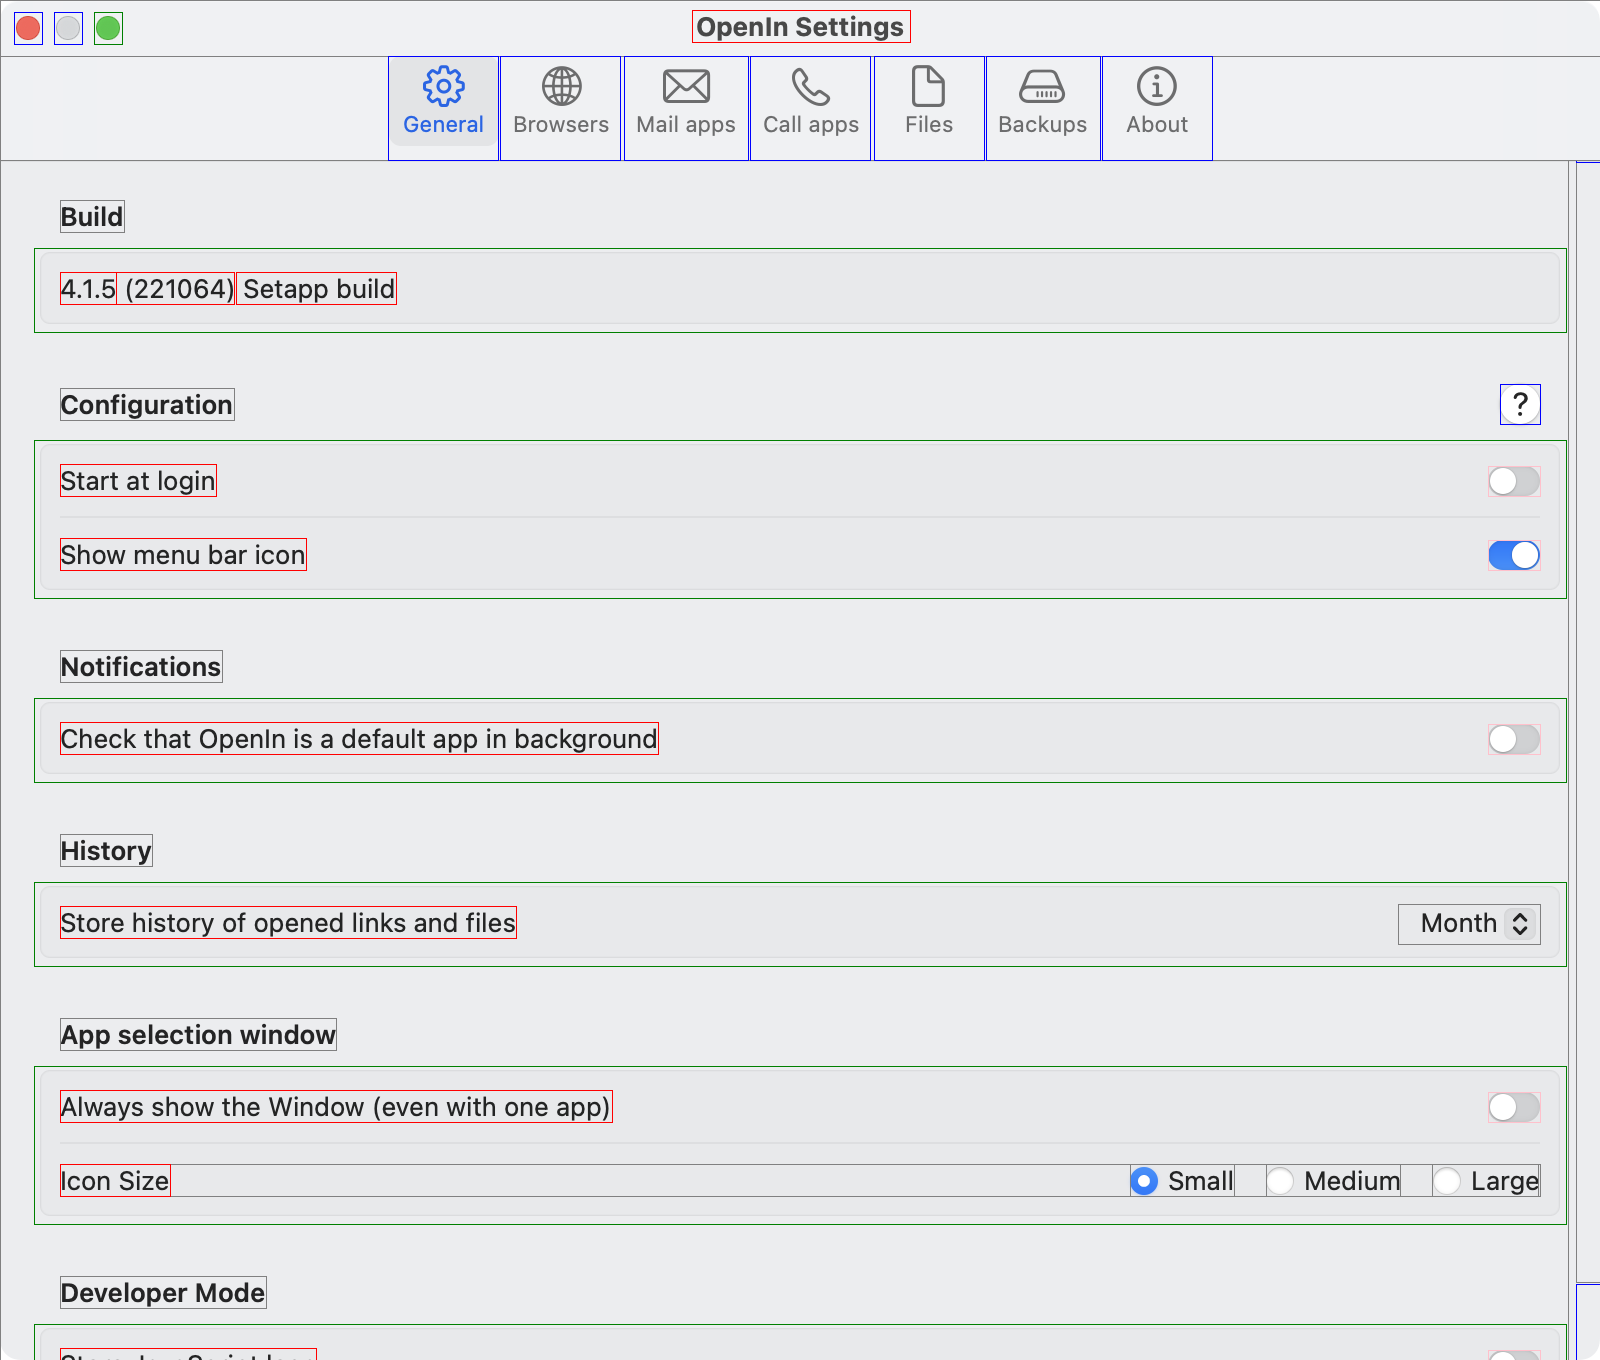 OpenIn Settings
General Browsers Mail apps Call apps Files Backups About
Build
4.1.5 (221064) Setapp build
Configuration ?
Start at login
Show menu bar icon
Notifications
Check that OpenIn is a default app in background
History
Store history of opened links and files Month
App selection window
Always show the Window (even with one app)
Icon Size Small Medium Large
Developer Mode